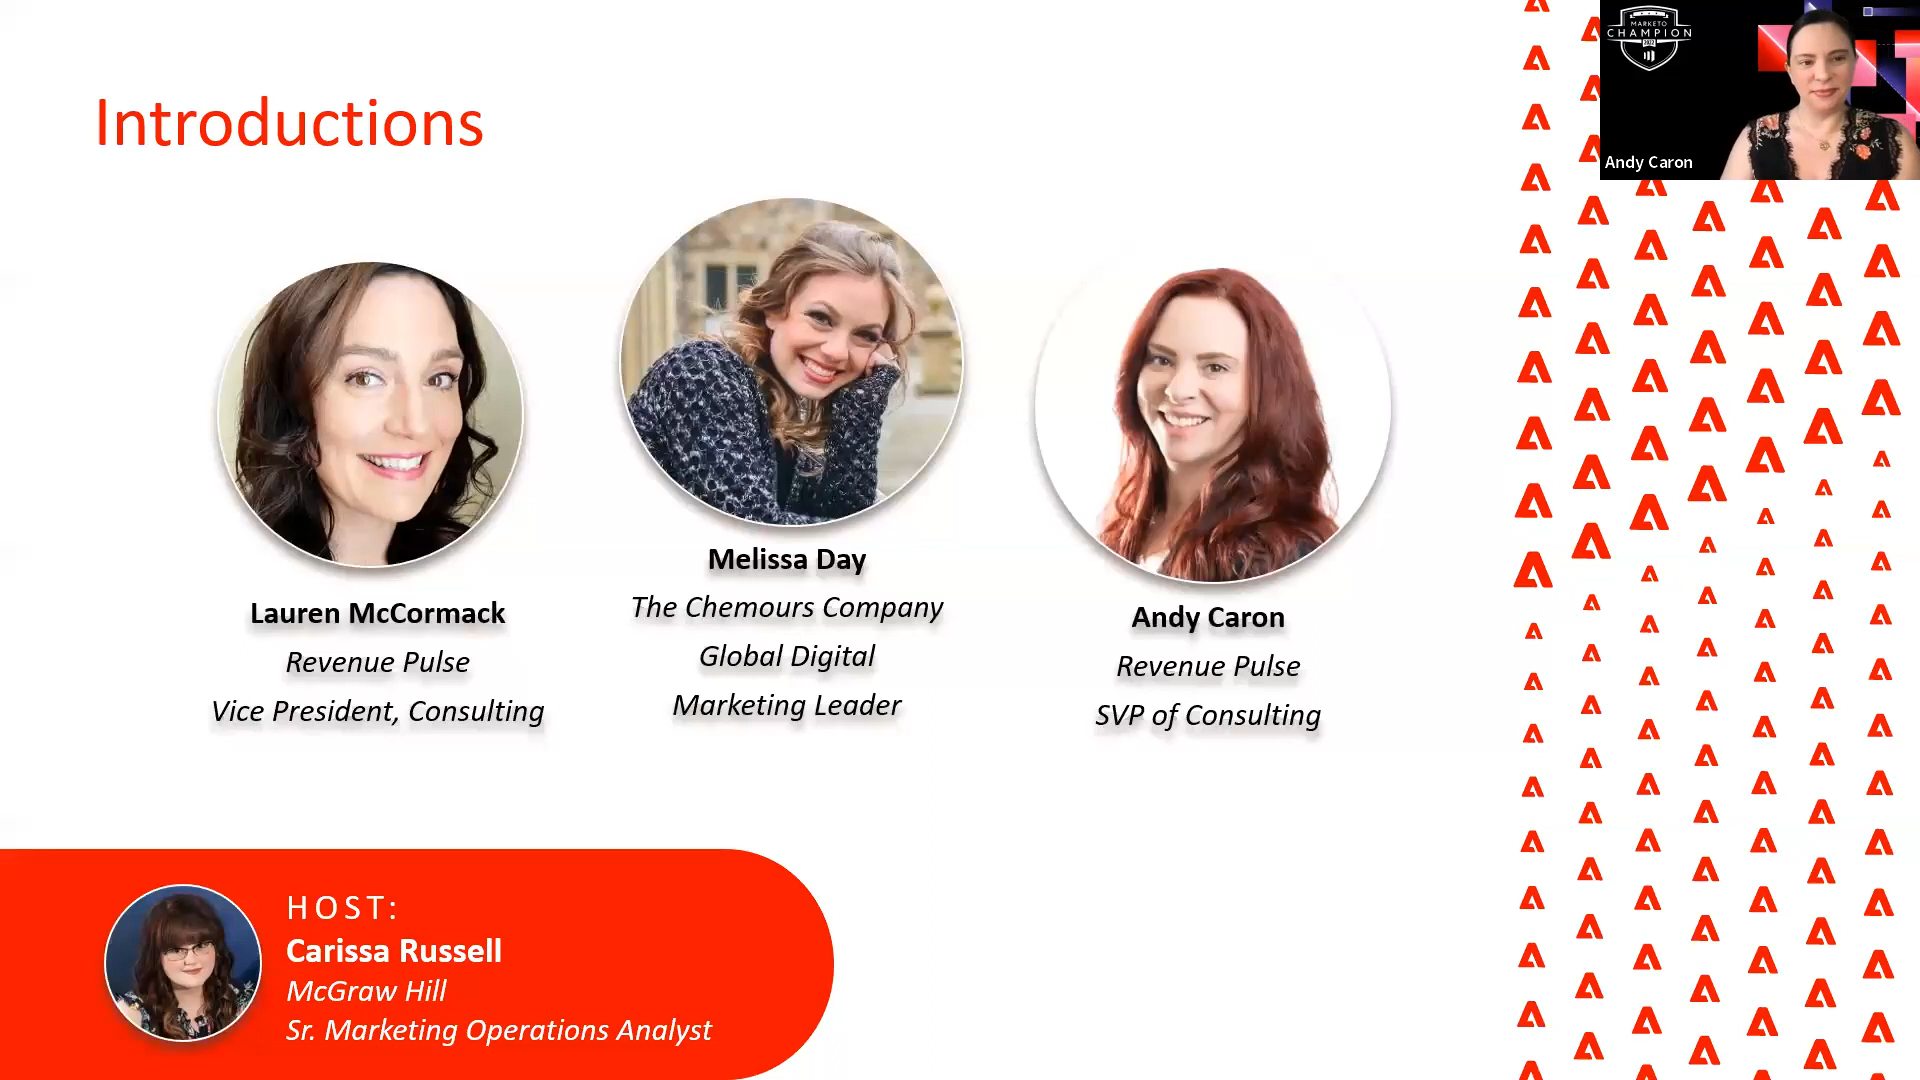 Introductions
MARKETO
CHAMPION
2022
Andy Caron
Lauren McCormack
Revenue Pulse
Vice President, Consulting
Melissa Day
The Chemours Company
Global Digital
Marketing Leader
Andy Caron
Revenue Pulse
SVP of Consulting
HOST:
Carissa Russell
McGraw Hill
Sr. Marketing Operations Analyst